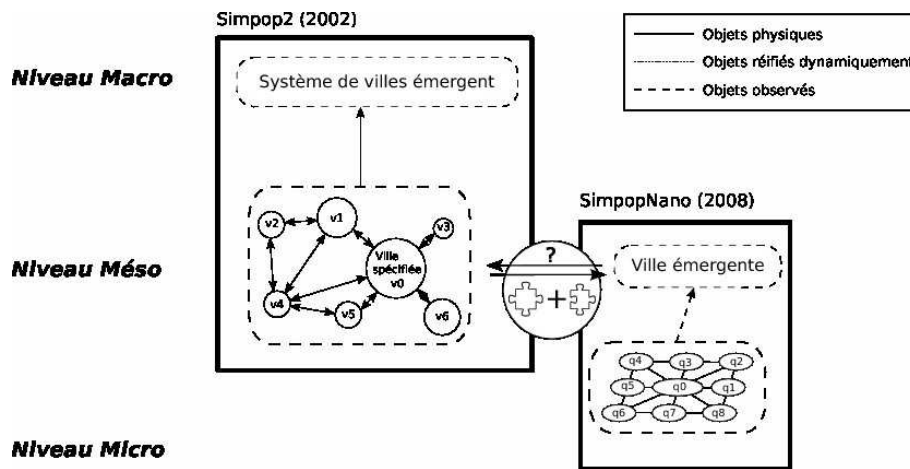 Simpop2 (2002)
Objets physiques
Objets réifiés dynamiquement
Objets observés
Niveau Macro
Système de villes émergent
SimpopNano (2008)
v2
v1
v3
Niveau Méso
Ville
spécifiée
v0
?
Ville émergente
v4
v5
v6
+
q4
q3
q2
q5
q0
q1
q6
q7
q8
Niveau Micro